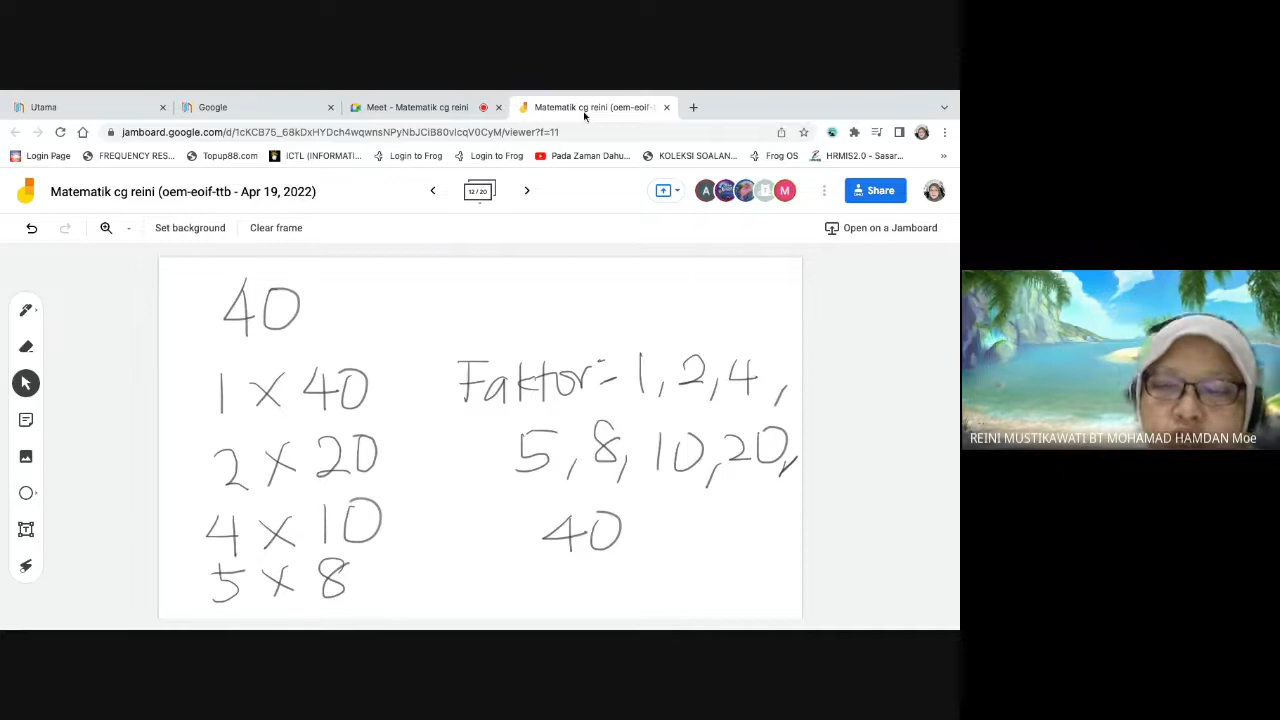 Utama
Google
Meet - Matematik cg reini
Matematik cg reini (oem-eoif-t
jamboard.google.com/d/1cKCB75_68kDxHYDch4wqwnsNPyNbJCiB80vIcqV0CyM/viewer?f=11
Login Page
FREQUENCY RES...
Topup88.com
ICTL (INFORMATI...
Login to Frog
Login to Frog
Pada Zaman Dahu...
KOLEKSI SOALAN...
Frog OS
HRMIS2.0 - Sasar...
»
Matematik cg reini (oem-eoif-ttb - Apr 19, 2022)
12 / 20
A
M
Share
Set background
Clear frame
Open on a Jamboard
40
1 × 40
2 × 20
4 × 10
5 × 8
Faktor = 1, 2, 4,
5, 8, 10, 20,
40
REINI MUSTIKAWATI BT MOHAMAD HAMDAN Moe